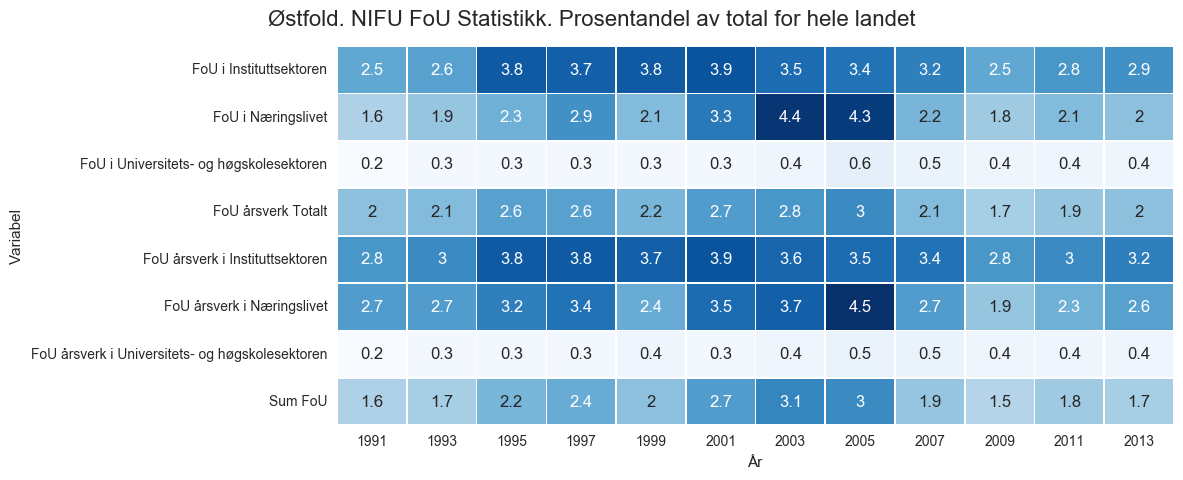 Østfold. NIFU FoU Statistikk. Prosentandel av total for hele landet
Variabel
FoU i Instituttsektoren 2.5 2.6 3.8 3.7 3.8 3.9 3.5 3.4 3.2 2.5 2.8 2.9
FoU i Næringslivet 1.6 1.9 2.3 2.9 2.1 3.3 4.4 4.3 2.2 1.8 2.1 2
FoU i Universitets- og høgskolesektoren 0.2 0.3 0.3 0.3 0.3 0.3 0.4 0.6 0.5 0.4 0.4 0.4
FoU årsverk Totalt 2 2.1 2.6 2.6 2.2 2.7 2.8 3 2.1 1.7 1.9 2
FoU årsverk i Instituttsektoren 2.8 3 3.8 3.8 3.7 3.9 3.6 3.5 3.4 2.8 3 3.2
FoU årsverk i Næringslivet 2.7 2.7 3.2 3.4 2.4 3.5 3.7 4.5 2.7 1.9 2.3 2.6
FoU årsverk i Universitets- og høgskolesektoren 0.2 0.3 0.3 0.3 0.4 0.3 0.4 0.5 0.5 0.4 0.4 0.4
Sum FoU 1.6 1.7 2.2 2.4 2 2.7 3.1 3 1.9 1.5 1.8 1.7
1991 1993 1995 1997 1999 2001 2003 2005 2007 2009 2011 2013
År